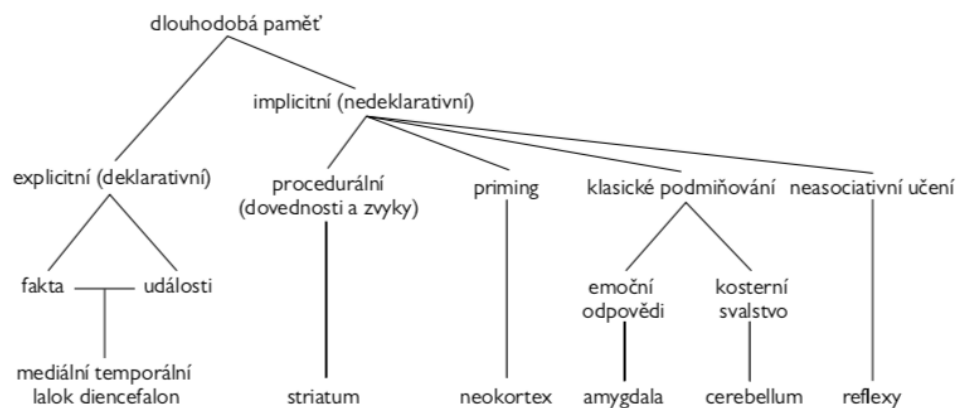 dlouhodobá paměť
implicitní (nedeklarativní)
explicitní (deklarativní)
procedurální
(dovednosti a zvyky)
priming
klasické podmiňování
neasociativní učení
fakta
události
emoční
odpovědi
kosterní
svalstvo
mediální temporální
lalok diencefalon
striatum
neokortex
amygdala
cerebellum
reflexy